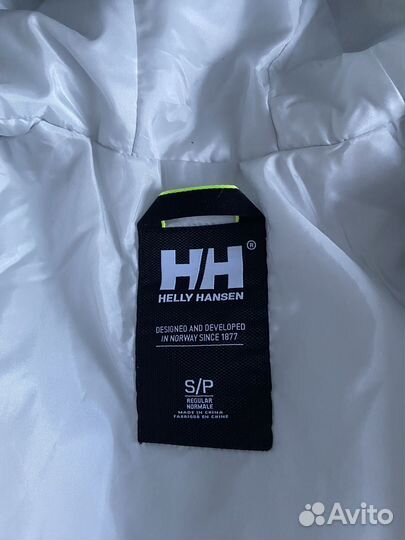 HH®
HELLY HANSEN
DESIGNED AND DEVELOPED
IN NORWAY SINCE 1877
S/P
REGULAR
NORMALE
MADE IN CHINA
FABRIQUÉ EN CHINE
Avito